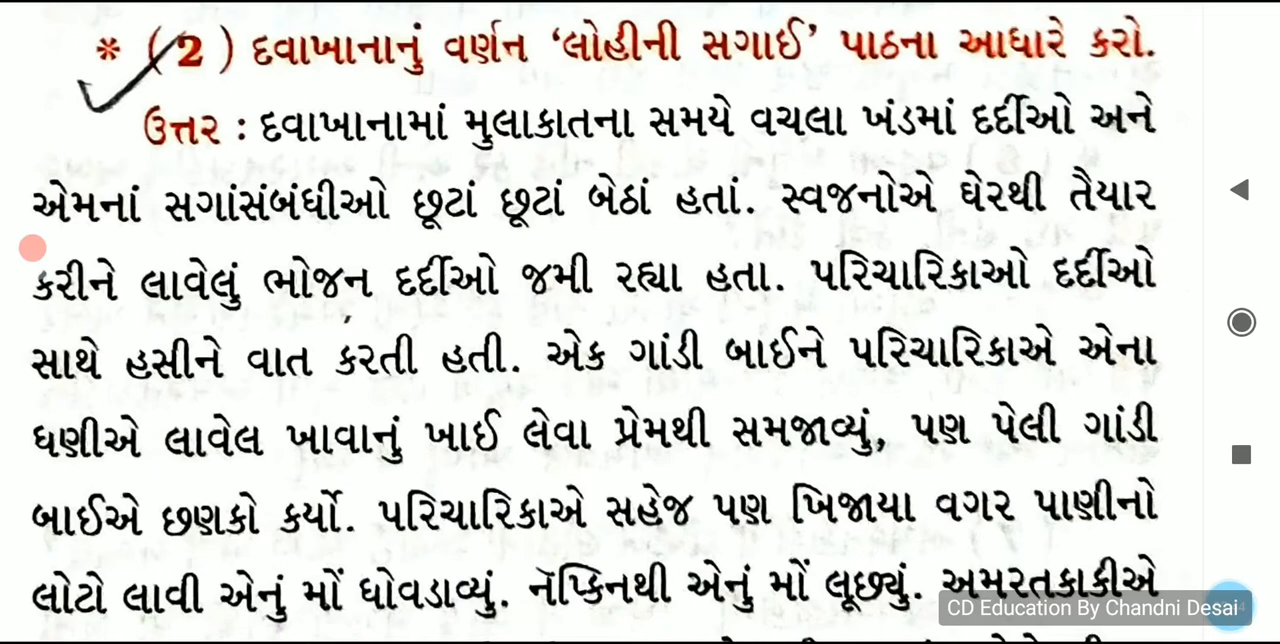 * (2) દવાખાનાનું વર્ણન ‘લોહીની સગાઈ’ પાઠના આધારે કરો.
ઉત્તર : દવાખાનામાં મુલાકાતના સમયે વચલા ખંડમાં દર્દીઓ અને
એમનાં સગાંસંબંધીઓ છૂટાં છૂટાં બેઠાં હતાં. સ્વજનોએ ઘેરથી તૈયાર
કરીને લાવેલું ભોજન દર્દીઓ જમી રહ્યા હતા. પરિચારિકાઓ દર્દીઓ
સાથે હસીને વાત કરતી હતી. એક ગાંડી બાઈને પરિચારિકાએ એના
ધણીએ લાવેલ ખાવાનું ખાઈ લેવા પ્રેમથી સમજાવ્યું, પણ પેલી ગાંડી
બાઈએ છણકો કર્યો. પરિચારિકાએ સહેજ પણ ખિજાયા વગર પાણીનો
લોટો લાવી એનું મોં ધોવડાવ્યું. નૅપ્કિનથી એનું મોં લૂછ્યું. અમરતકાકીએ
CD Education By Chandni Desai